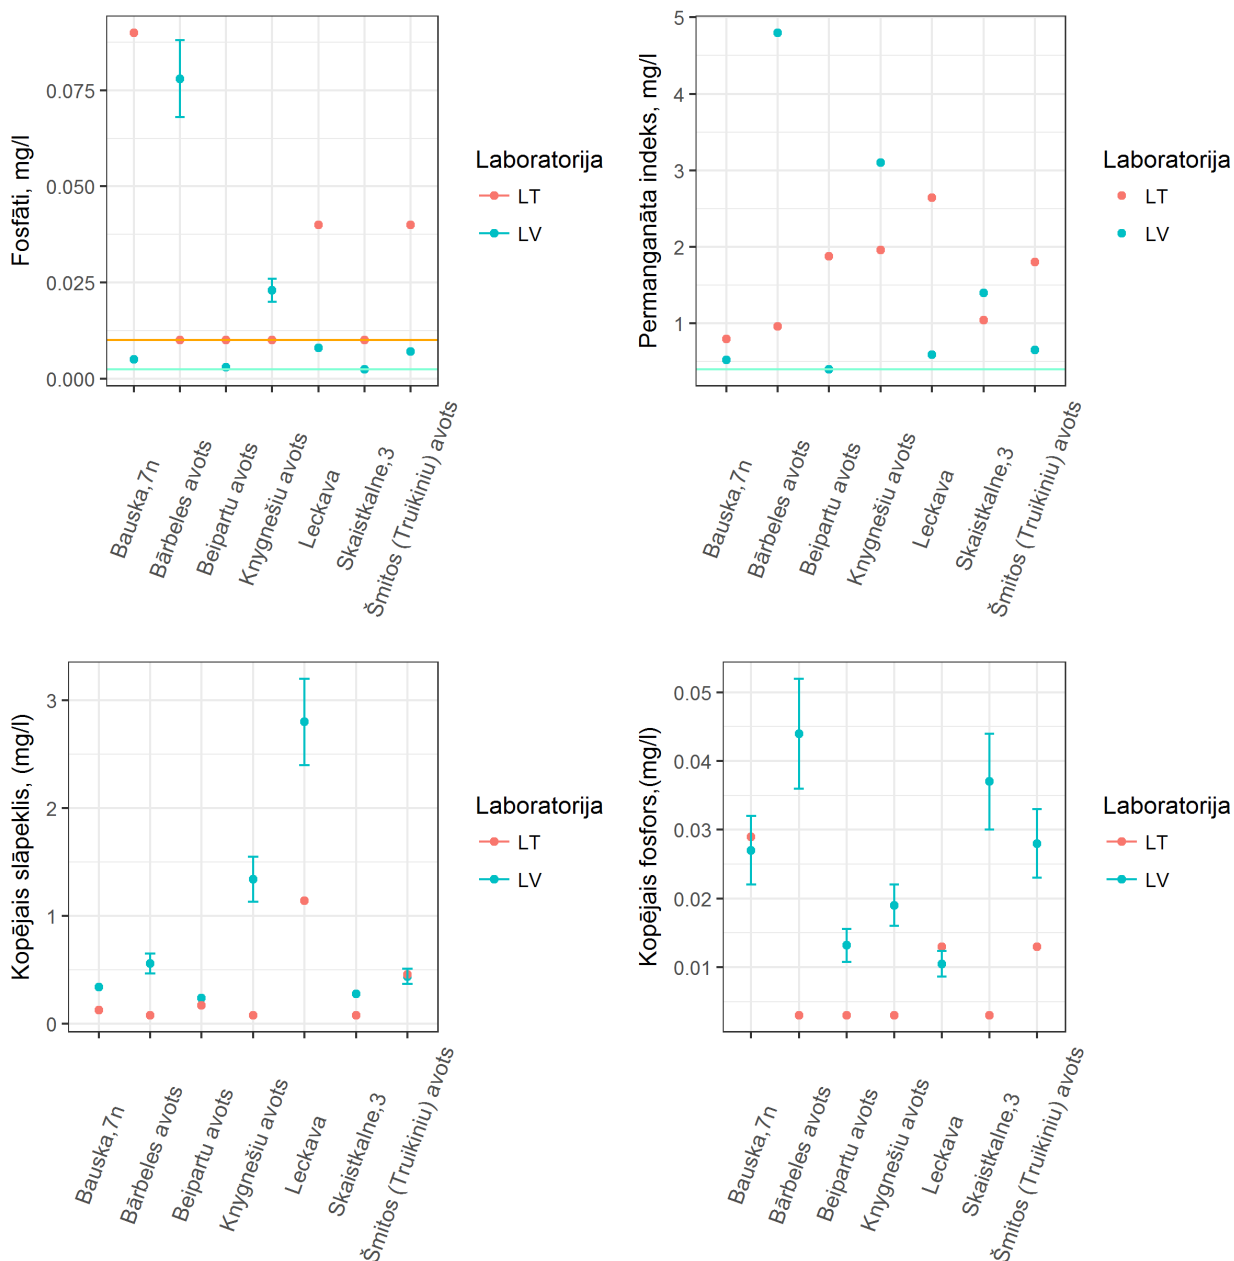 Fosfāti, mg/l
0.075
0.050
0.025
0.000
Bauska,7n
Bārbeles avots
Beipartu avots
Knygnešiu avots
Leckava
Skaistkalne,3
Šmitos (Truikiniu) avots
Laboratorija
LT
LV
Permanganāta indeks, mg/l
5
4
3
2
1
Bauska,7n
Bārbeles avots
Beipartu avots
Knygnešiu avots
Leckava
Skaistkalne,3
Šmitos (Truikiniu) avots
Laboratorija
LT
LV
Kopējais slāpeklis, (mg/l)
3
2
1
0
Bauska,7n
Bārbeles avots
Beipartu avots
Knygnešiu avots
Leckava
Skaistkalne,3
Šmitos (Truikiniu) avots
Laboratorija
LT
LV
Kopējais fosfors,(mg/l)
0.05
0.04
0.03
0.02
0.01
Bauska,7n
Bārbeles avots
Beipartu avots
Knygnešiu avots
Leckava
Skaistkalne,3
Šmitos (Truikiniu) avots
Laboratorija
LT
LV